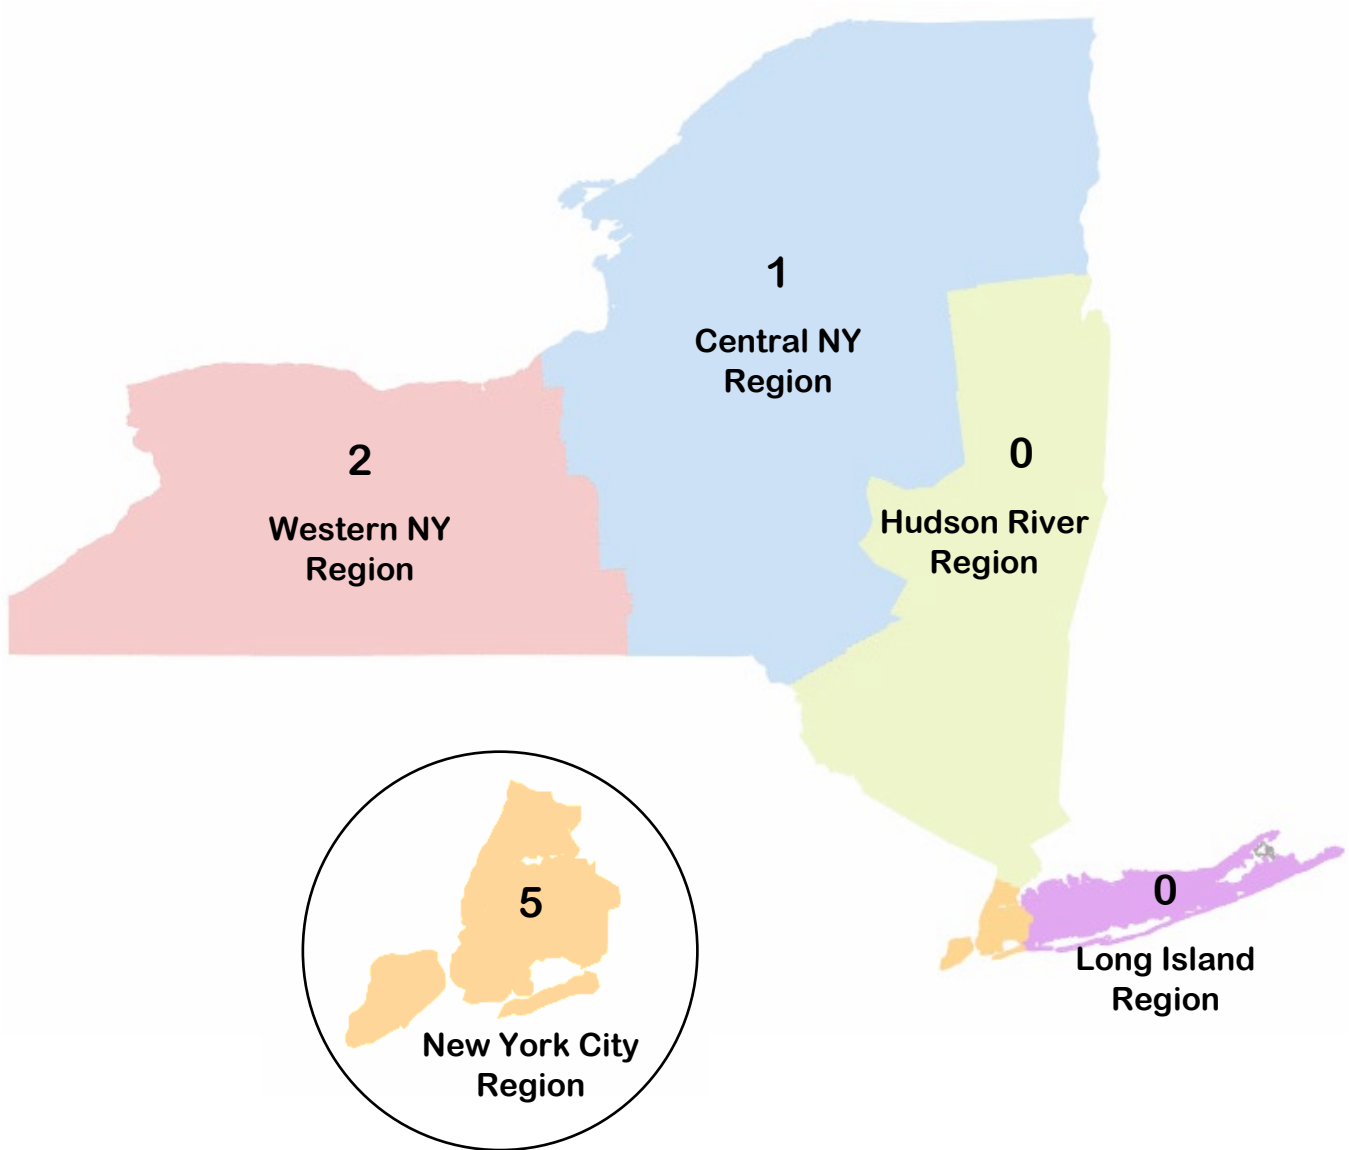 1
Central NY
Region
2
Western NY
Region
0
Hudson River
Region
5
New York City
Region
0
Long Island
Region